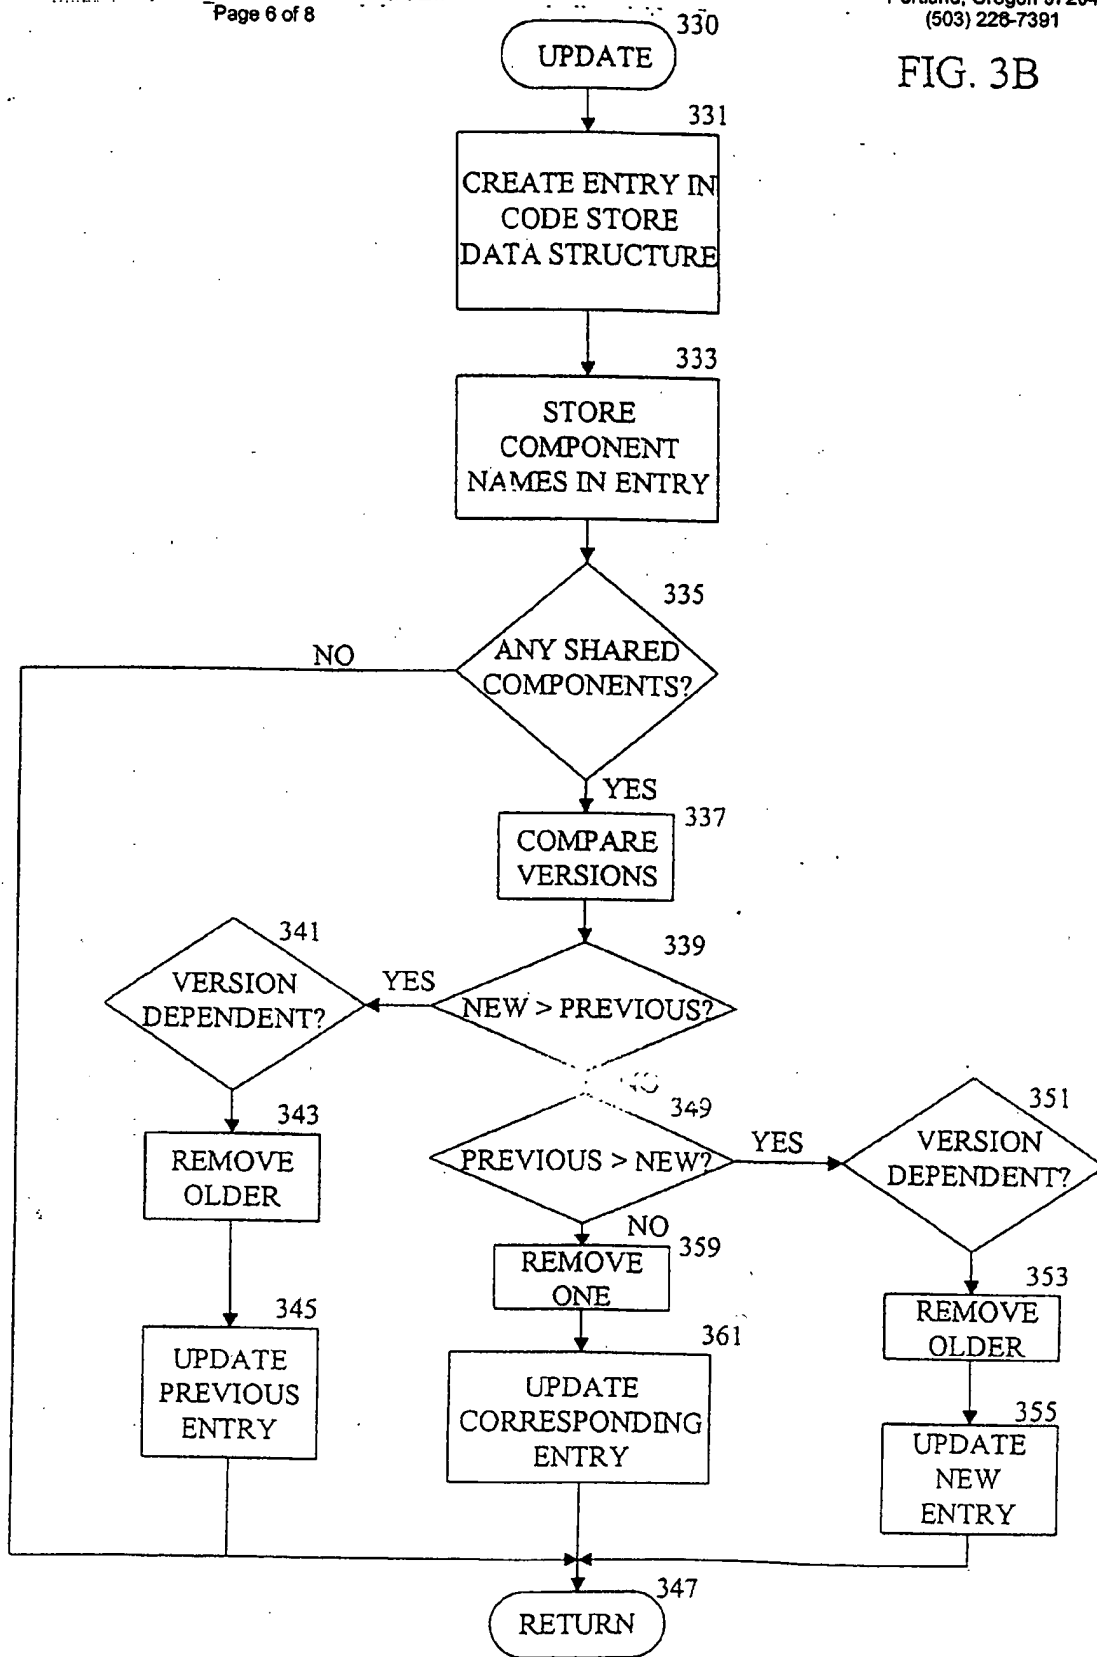 Page 6 of 8
(503) 226-7391
FIG. 3B
330
UPDATE
331
CREATE ENTRY IN
CODE STORE
DATA STRUCTURE
333
STORE
COMPONENT
NAMES IN ENTRY
335
ANY SHARED
COMPONENTS?
NO
YES
337
COMPARE
VERSIONS
339
NEW > PREVIOUS?
YES
341
VERSION
DEPENDENT?
343
REMOVE
OLDER
345
UPDATE
PREVIOUS
ENTRY
349
PREVIOUS > NEW?
YES
351
VERSION
DEPENDENT?
NO
359
REMOVE
ONE
353
REMOVE
OLDER
361
UPDATE
CORRESPONDING
ENTRY
355
UPDATE
NEW
ENTRY
347
RETURN